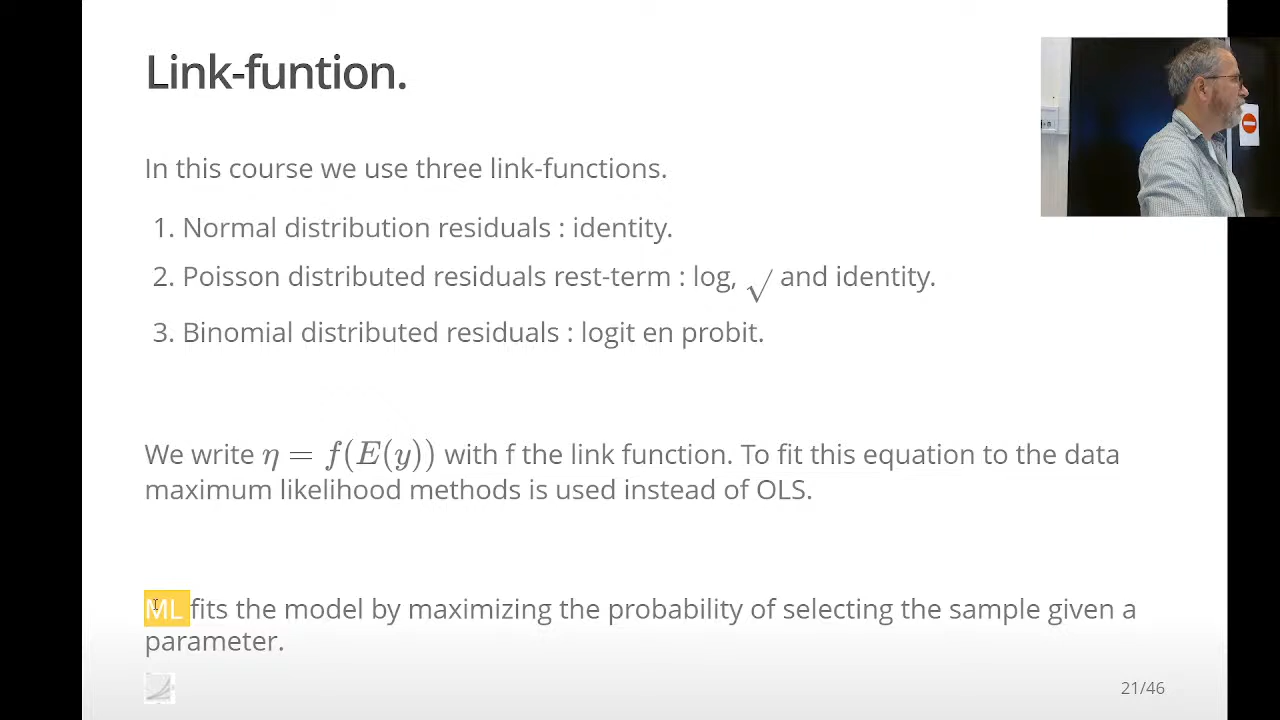 Link-funtion.
In this course we use three link-functions.
1. Normal distribution residuals : identity.
2. Poisson distributed residuals rest-term : log, √ and identity.
3. Binomial distributed residuals : logit en probit.
We write η = f(E(y)) with f the link function. To fit this equation to the data
maximum likelihood methods is used instead of OLS.
ML fits the model by maximizing the probability of selecting the sample given a
parameter.
21/46